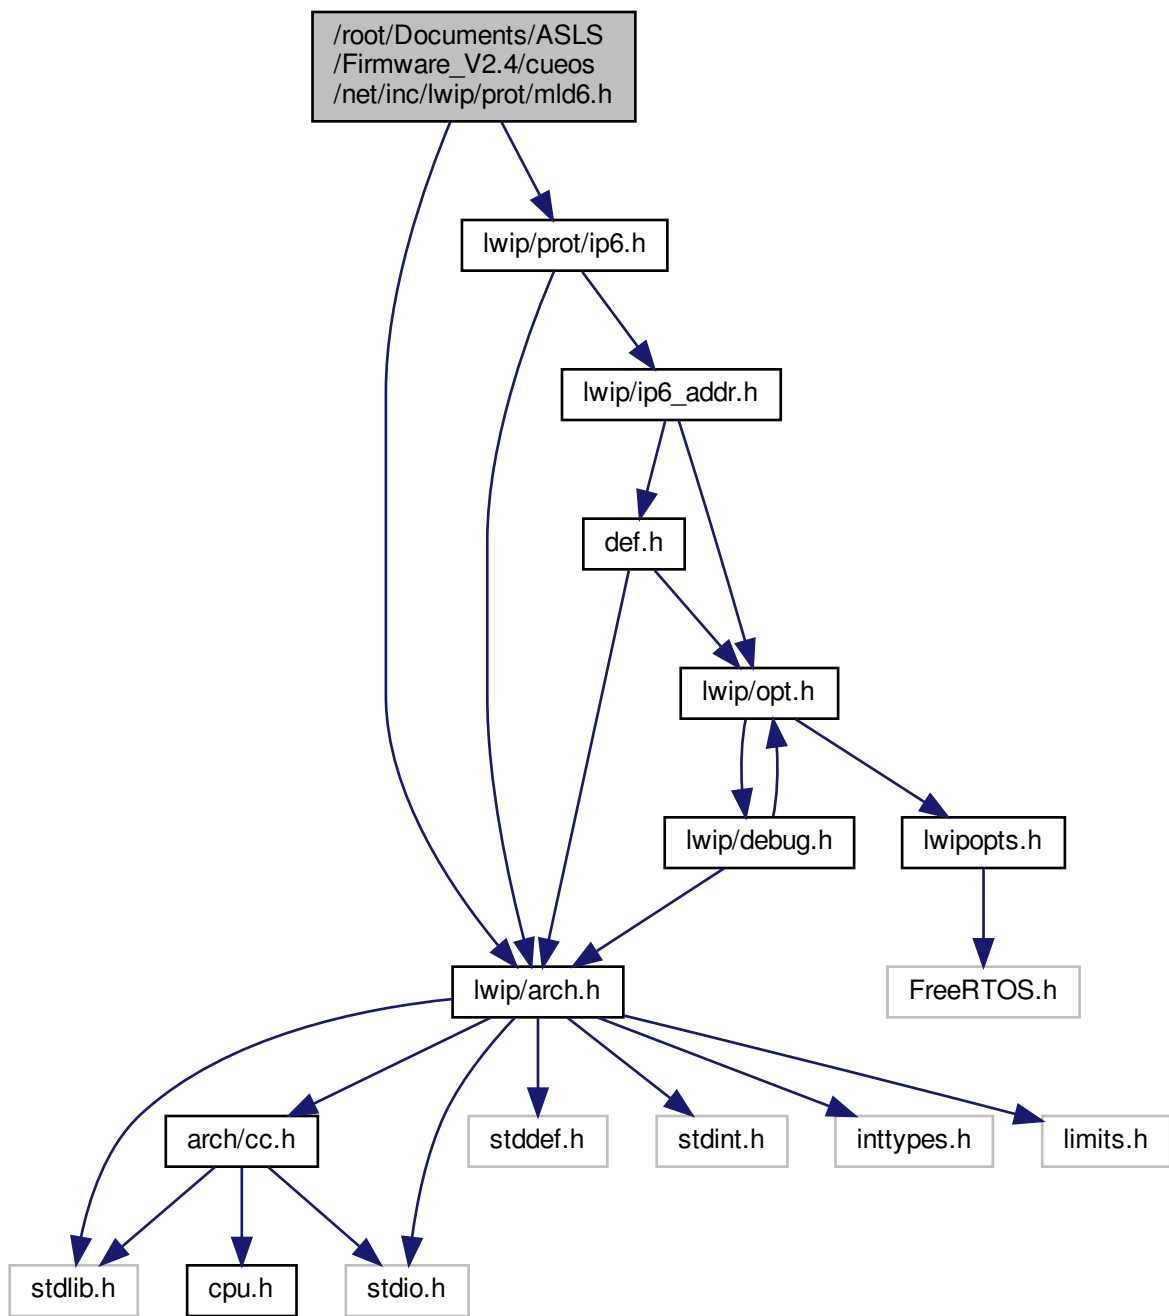 /root/Documents/ASLS
/Firmware_V2.4/cueos
/net/inc/lwip/prot/mld6.h
lwip/prot/ip6.h
lwip/ip6_addr.h
def.h
lwip/opt.h
lwip/debug.h
lwipopts.h
lwip/arch.h
FreeRTOS.h
arch/cc.h
stddef.h
stdint.h
inttypes.h
limits.h
stdlib.h
cpu.h
stdio.h